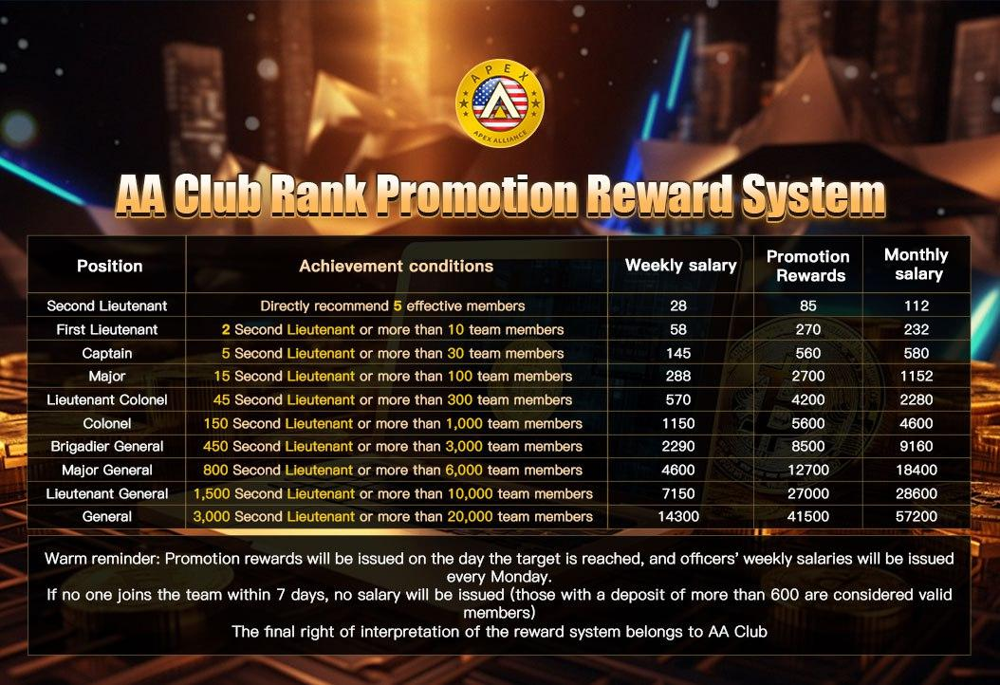 APEX
APEX ALLIANCE
AA Club Rank Promotion Reward System
Position Achievement conditions Weekly salary Promotion Rewards Monthly salary
Second Lieutenant Directly recommend 5 effective members 28 85 112
First Lieutenant 2 Second Lieutenant or more than 10 team members 58 270 232
Captain 5 Second Lieutenant or more than 30 team members 145 560 580
Major 15 Second Lieutenant or more than 100 team members 288 2700 1152
Lieutenant Colonel 45 Second Lieutenant or more than 300 team members 570 4200 2280
Colonel 150 Second Lieutenant or more than 1,000 team members 1150 5600 4600
Brigadier General 450 Second Lieutenant or more than 3,000 team members 2290 8500 9160
Major General 800 Second Lieutenant or more than 6,000 team members 4600 12700 18400
Lieutenant General 1,500 Second Lieutenant or more than 10,000 team members 7150 27000 28600
General 3,000 Second Lieutenant or more than 20,000 team members 14300 41500 57200
Warm reminder: Promotion rewards will be issued on the day the target is reached, and officers' weekly salaries will be issued
every Monday.
If no one joins the team within 7 days, no salary will be issued (those with a deposit of more than 600 are considered valid
members)
The final right of interpretation of the reward system belongs to AA Club